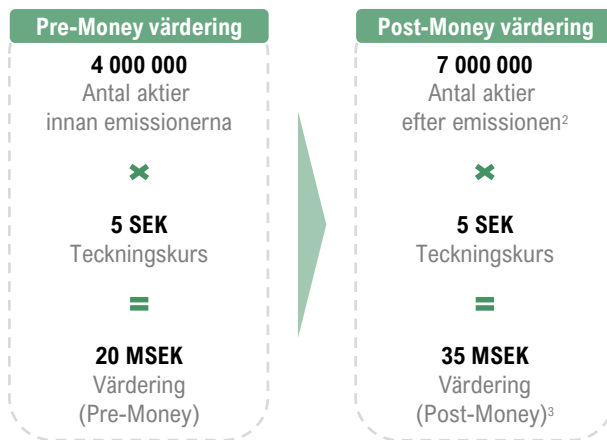 Pre-Money värdering
4 000 000
Antal aktier
innan emissionerna
×
5 SEK
Teckningskurs
=
20 MSEK
Värdering
(Pre-Money)
Post-Money värdering
7 000 000
Antal aktier
efter emissionen²
×
5 SEK
Teckningskurs
=
35 MSEK
Värdering
(Post-Money)³